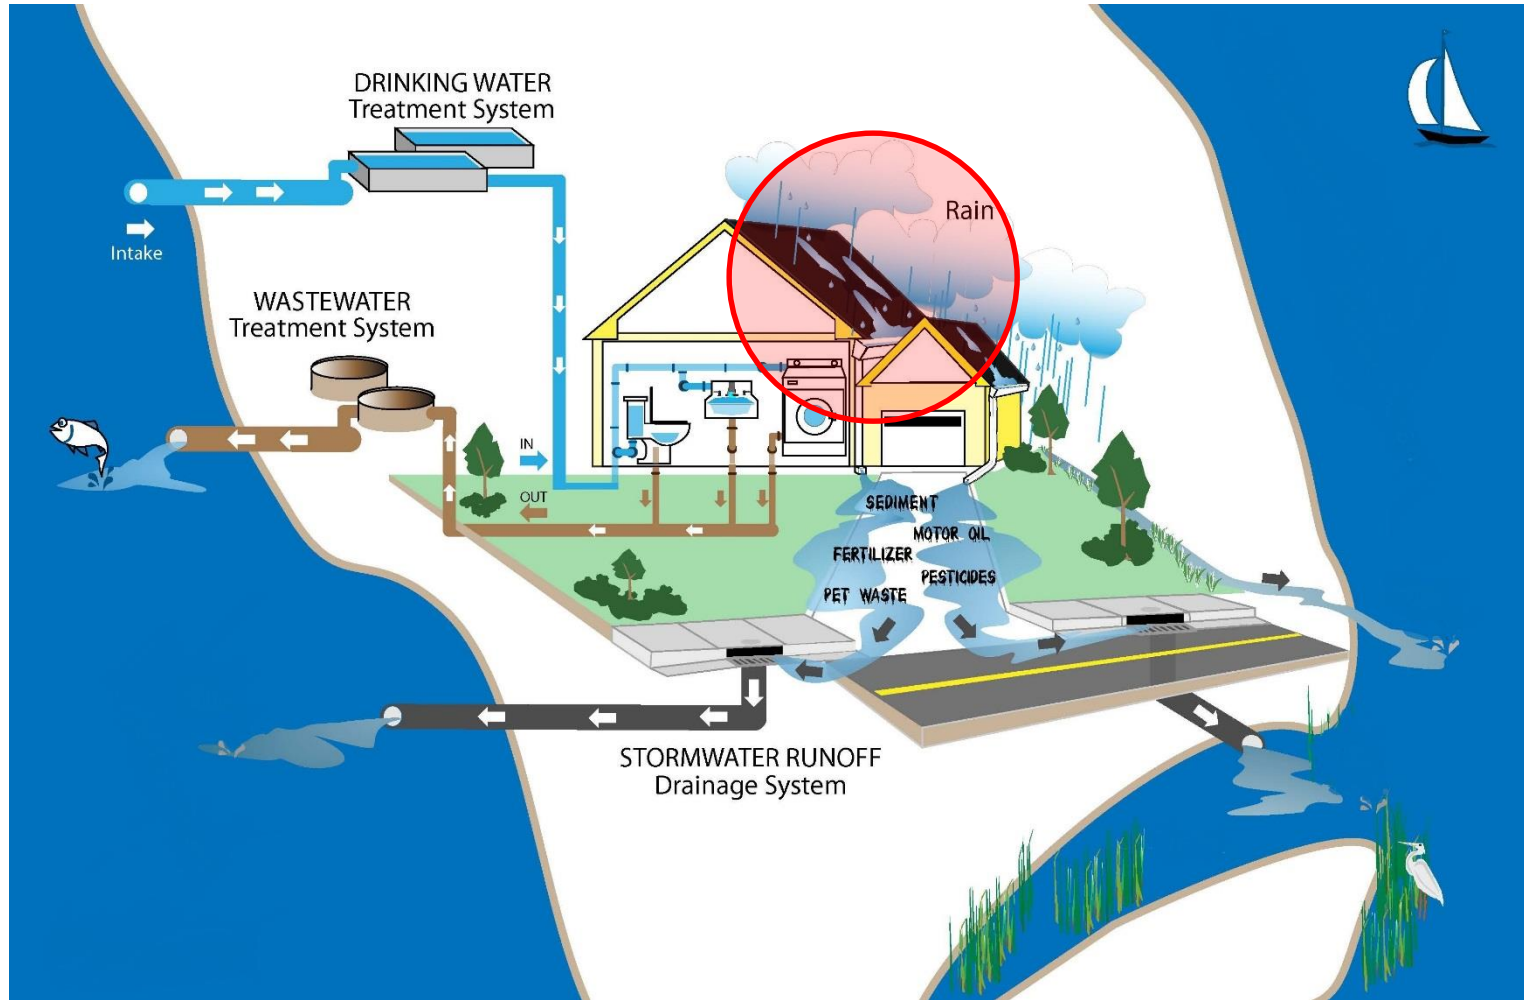 DRINKING WATER
Treatment System
Rain
Intake
WASTEWATER
Treatment System
IN
OUT
SEDIMENT
MOTOR OIL
FERTILIZER
PESTICIDES
PET WASTE
STORMWATER RUNOFF
Drainage System